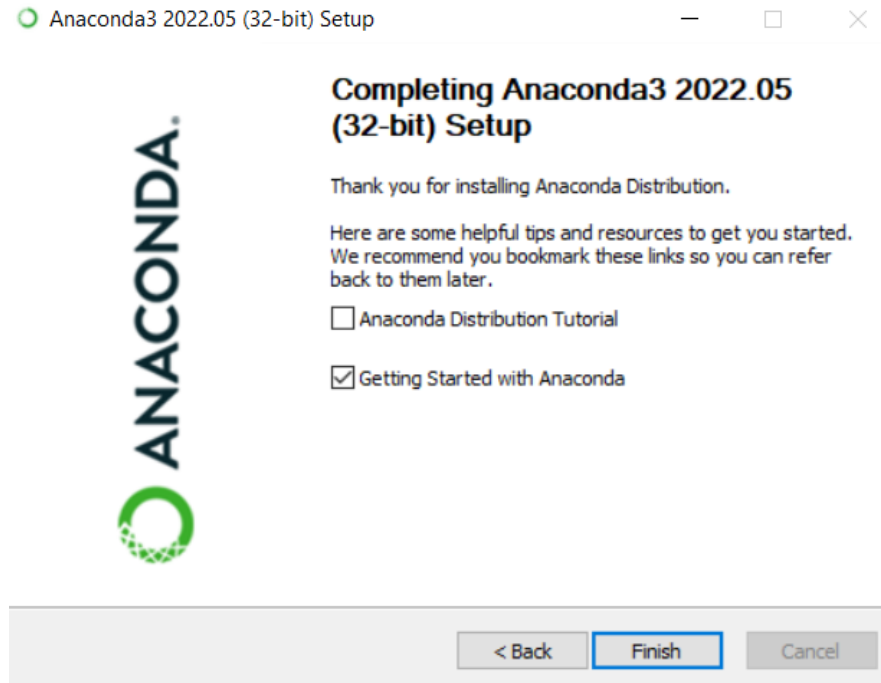 Anaconda3 2022.05 (32-bit) Setup
ANACONDA.
Completing Anaconda3 2022.05
(32-bit) Setup
Thank you for installing Anaconda Distribution.
Here are some helpful tips and resources to get you started.
We recommend you bookmark these links so you can refer
back to them later.
Anaconda Distribution Tutorial
Getting Started with Anaconda
< Back
Finish
Cancel